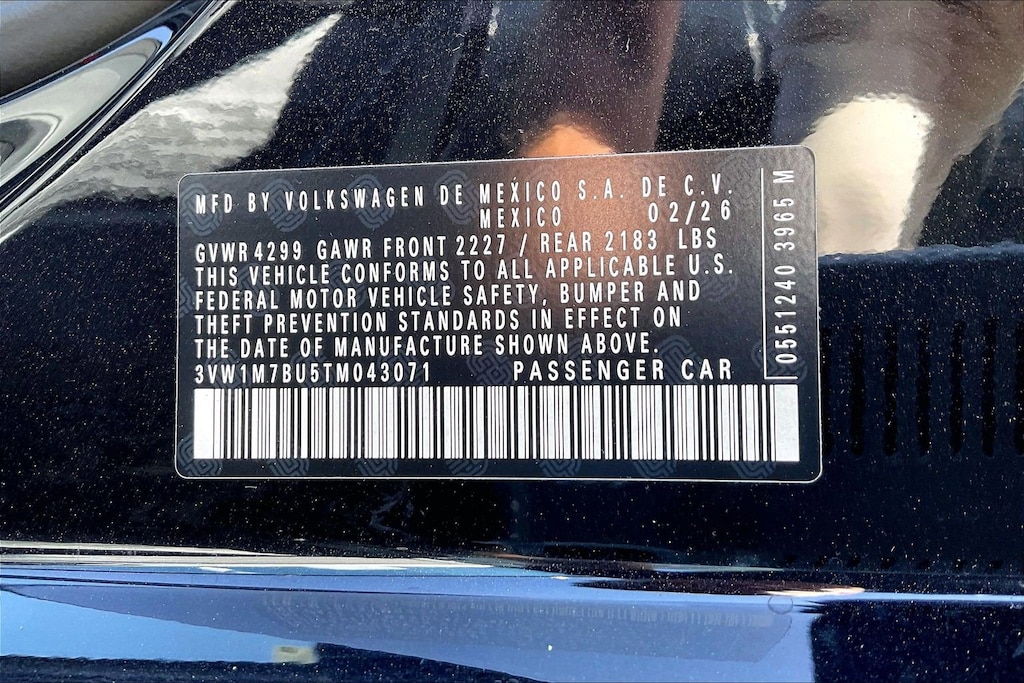 MFD BY VOLKSWAGEN DE MEXICO S.A. DE C.V.
MEXICO 02/26
GVWR 4299 GAWR FRONT 2227 / REAR 2183 LBS
THIS VEHICLE CONFORMS TO ALL APPLICABLE U.S.
FEDERAL MOTOR VEHICLE SAFETY, BUMPER AND
THEFT PREVENTION STANDARDS IN EFFECT ON
THE DATE OF MANUFACTURE SHOWN ABOVE.
3VW1M7BU5TM043071 PASSENGER CAR
0551240 3965 M